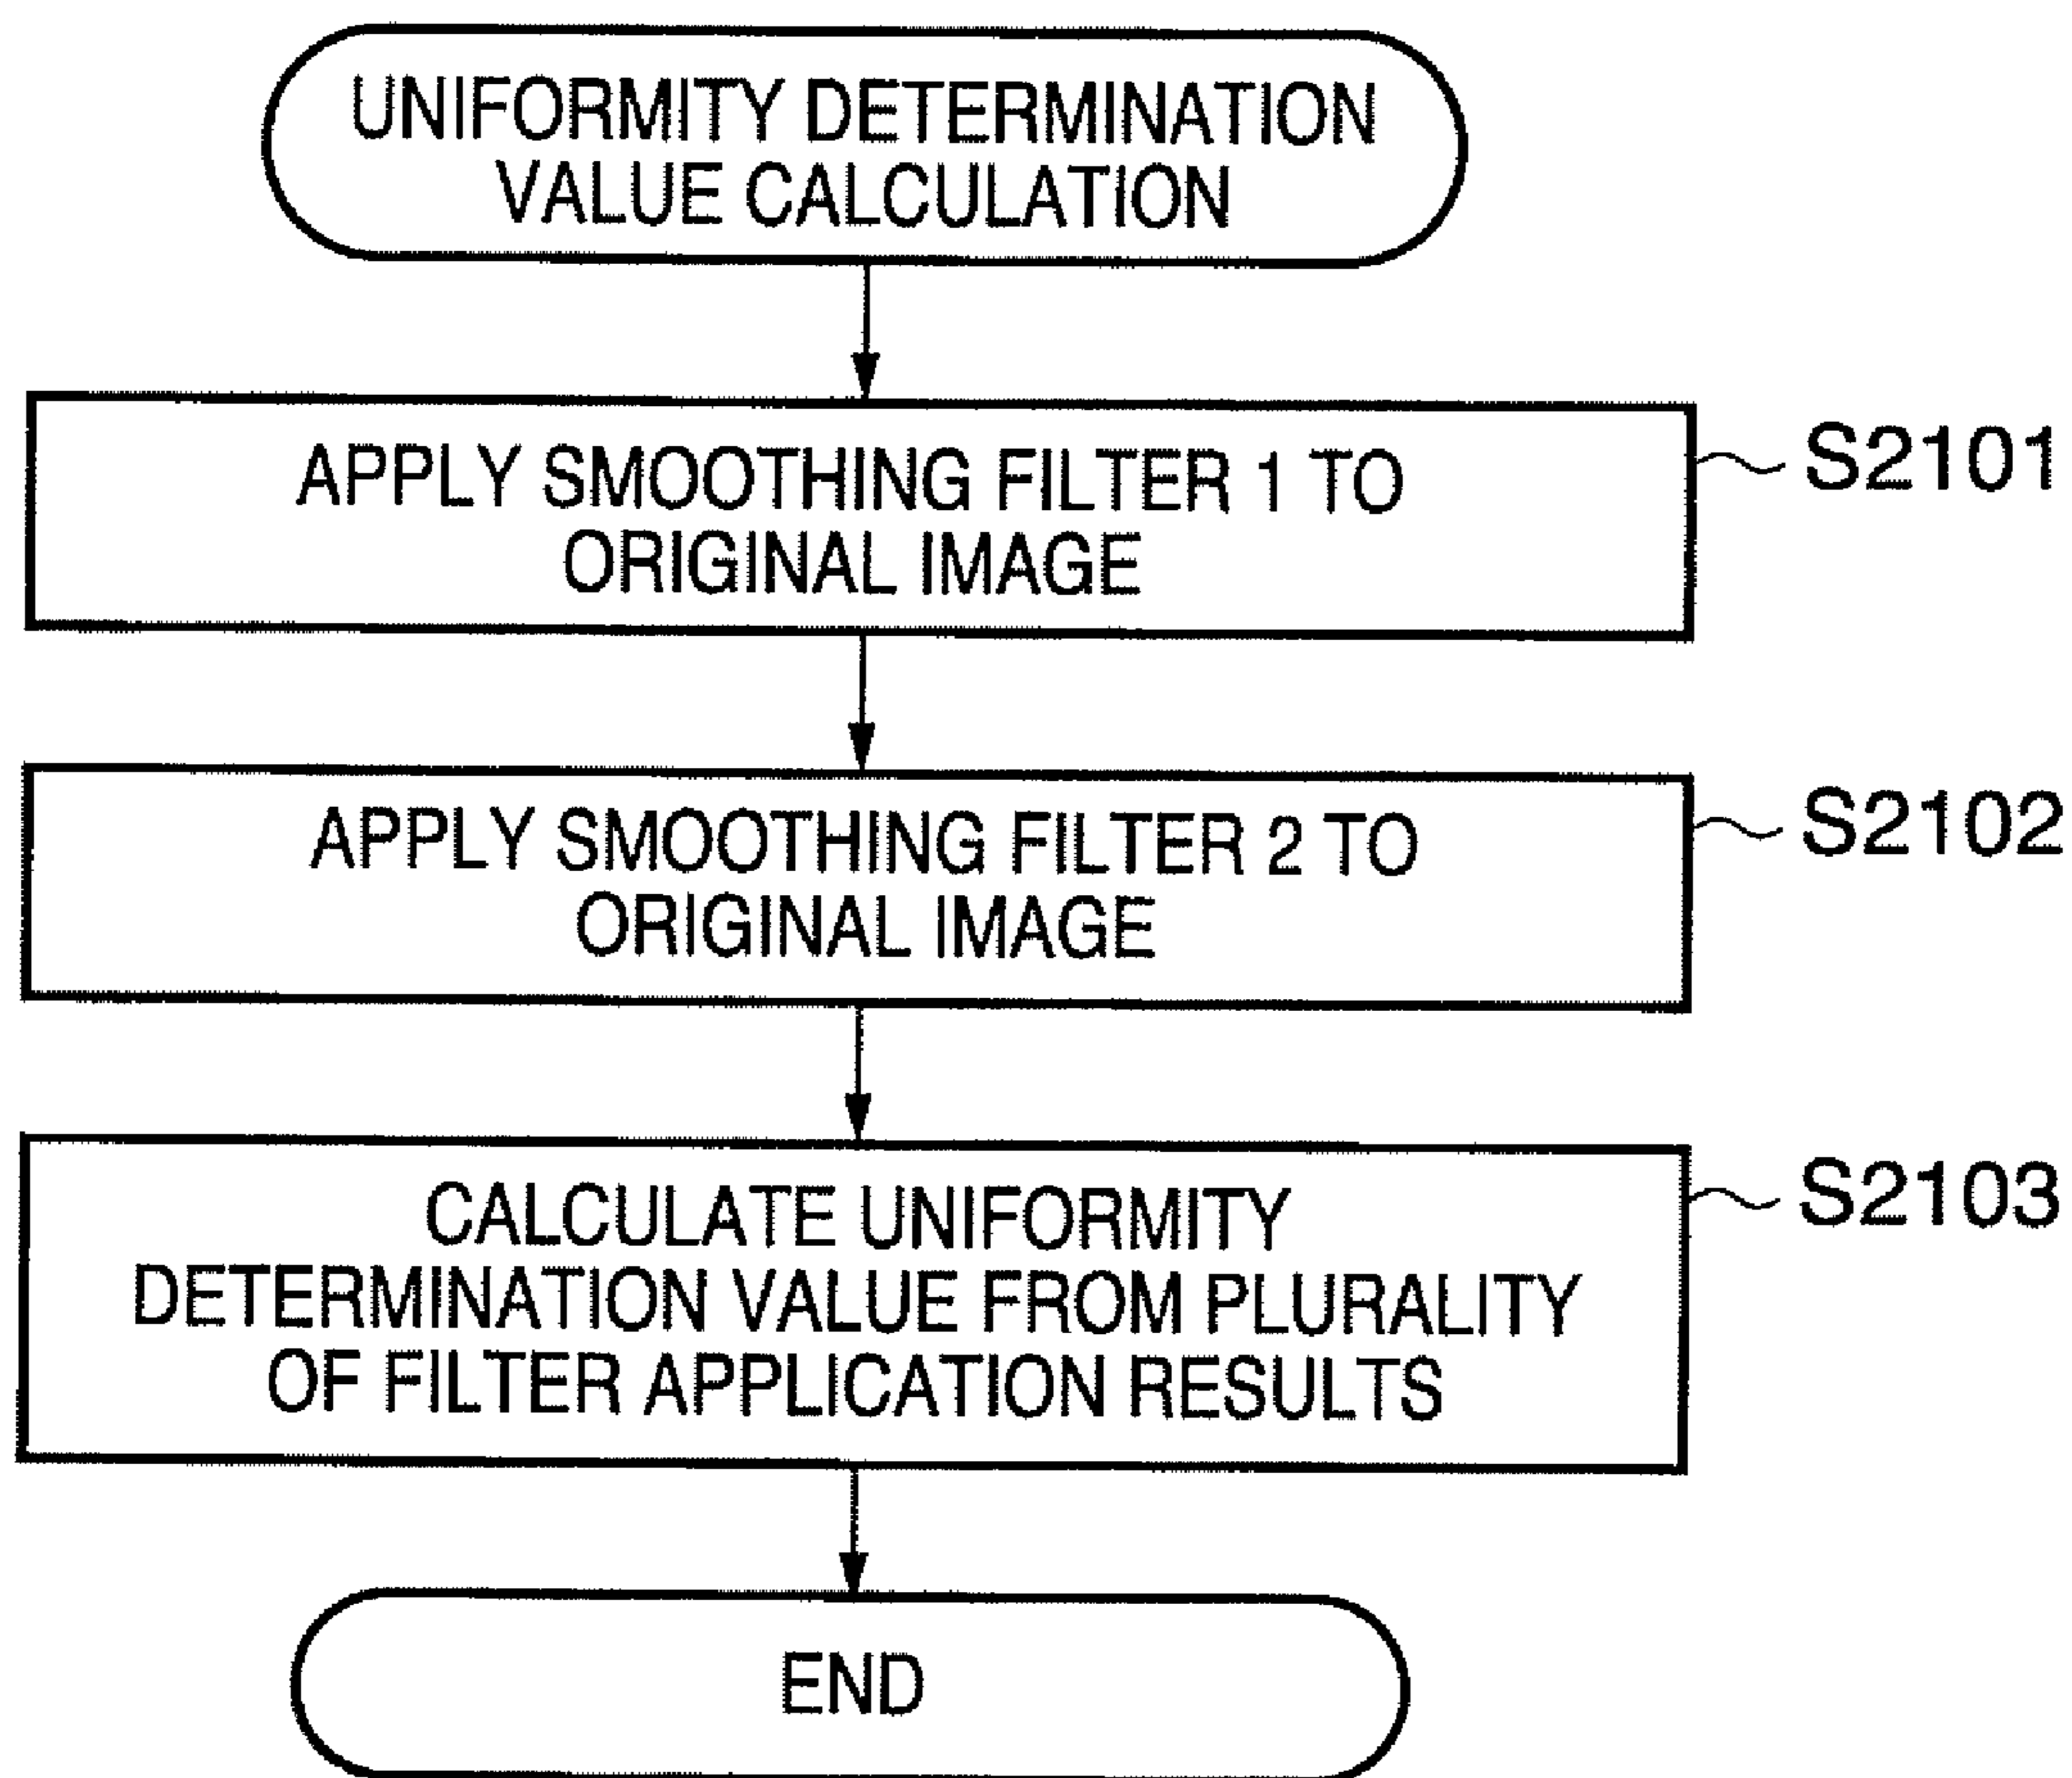 UNIFORMITY DETERMINATION
VALUE CALCULATION
APPLY SMOOTHING FILTER 1 TO
ORIGINAL IMAGE
S2101
APPLY SMOOTHING FILTER 2 TO
ORIGINAL IMAGE
S2102
CALCULATE UNIFORMITY
DETERMINATION VALUE FROM PLURALITY
OF FILTER APPLICATION RESULTS
S2103
END